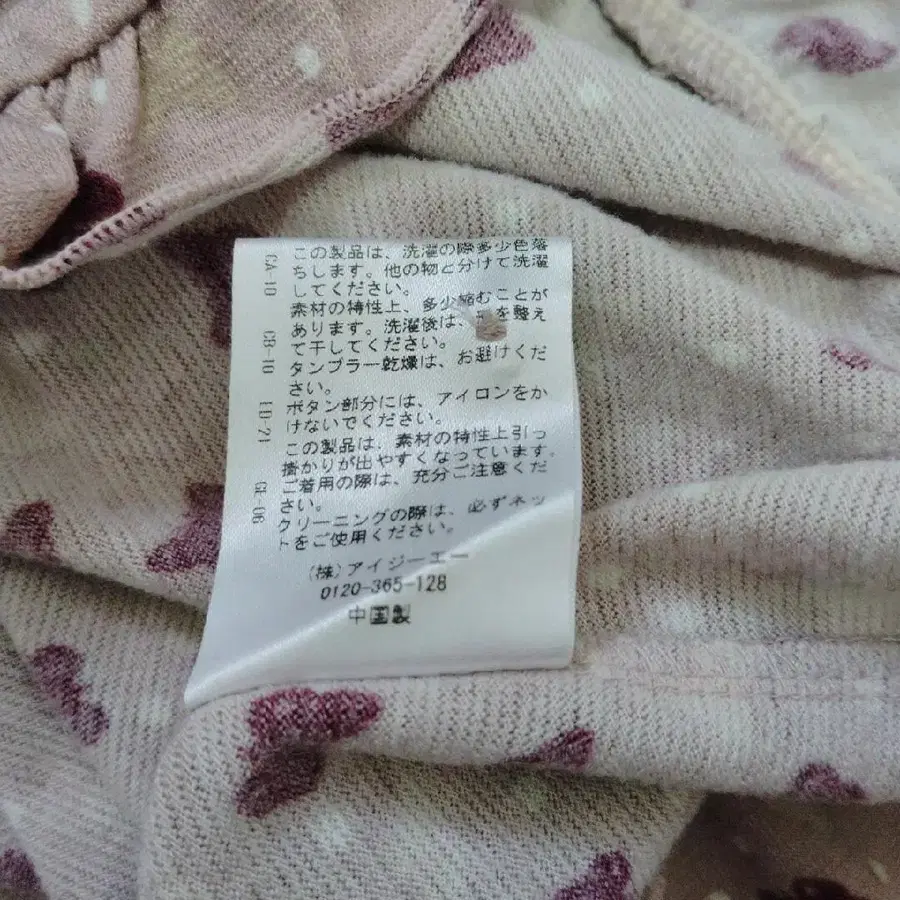 この製品は、洗濯の際多少色落
ちします。他の物と分けて洗濯
してください。
素材の特性上、多少縮むことが
あります。洗濯後は、を整え
て干してください。
タンブラー乾燥は、お避けくだ
さい。
ボタン部分には、アイロンをか
けないでください。
この製品は、素材の特性上引っ
掛かりが出やすくなっています。
ご着用の際は、充分ご注意くだ
さい。
クリーニングの際は、必ずネッ
トをご使用ください。
(株)アイジーエー
0120-365-128
中国製
CA-10
CB-10
GL-06